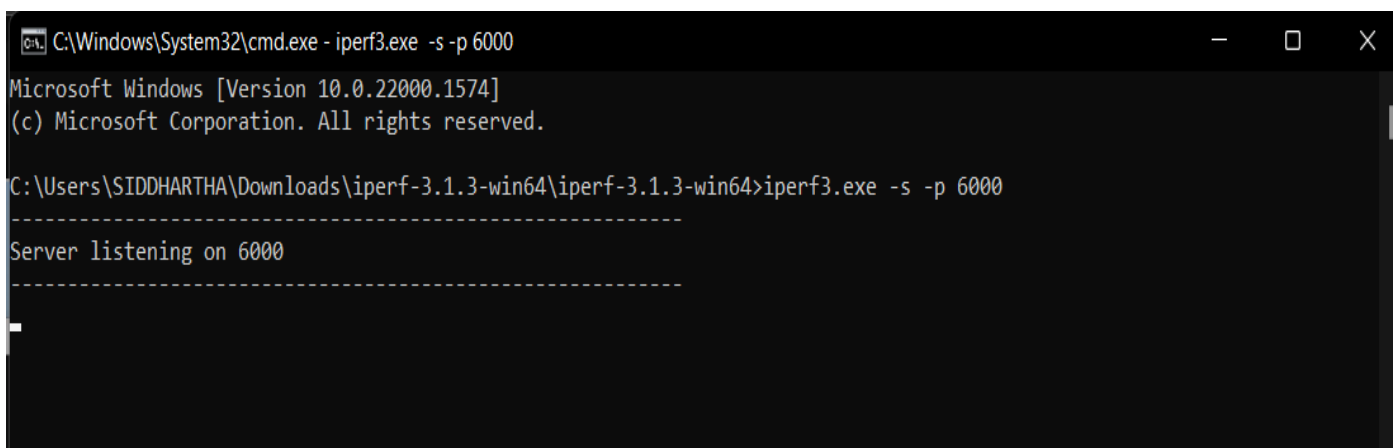 C:\Windows\System32\cmd.exe - iperf3.exe -s -p 6000
Microsoft Windows [Version 10.0.22000.1574]
(c) Microsoft Corporation. All rights reserved.
C:\Users\SIDDHARTHA\Downloads\iperf-3.1.3-win64\iperf-3.1.3-win64>iperf3.exe -s -p 6000
-----------------------------------------------------------
Server listening on 6000
-----------------------------------------------------------